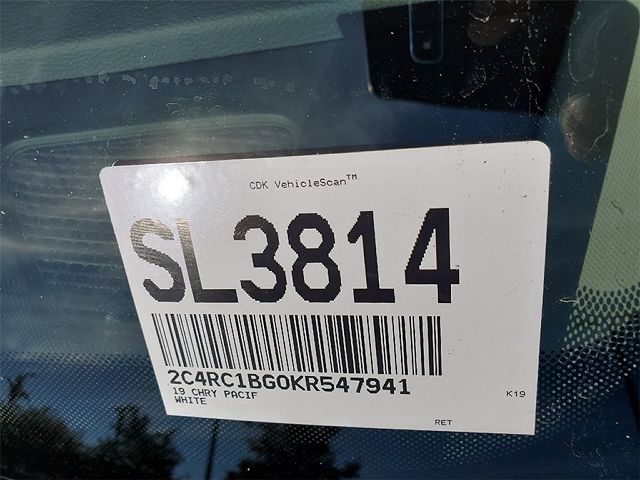 CDK VehicleScan™
SL3814
2C4RC1BG0KR547941
19 CHRY PACIF
WHITE
K19
RET